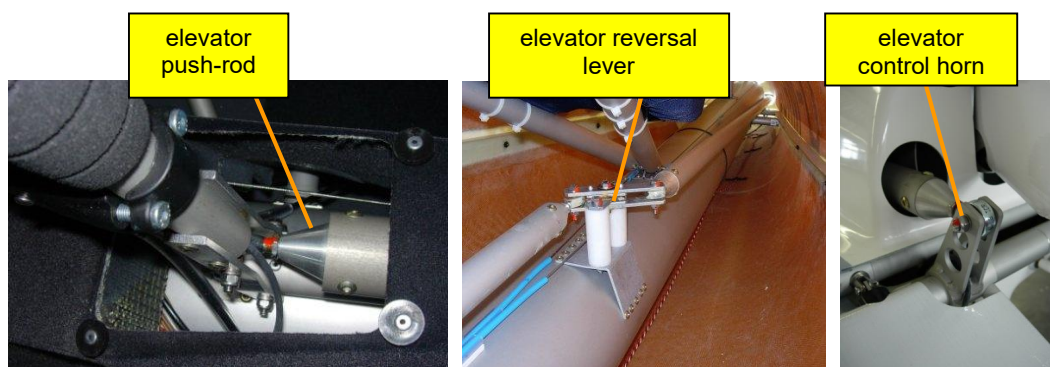 elevator
push-rod
elevator reversal
lever
elevator
control horn